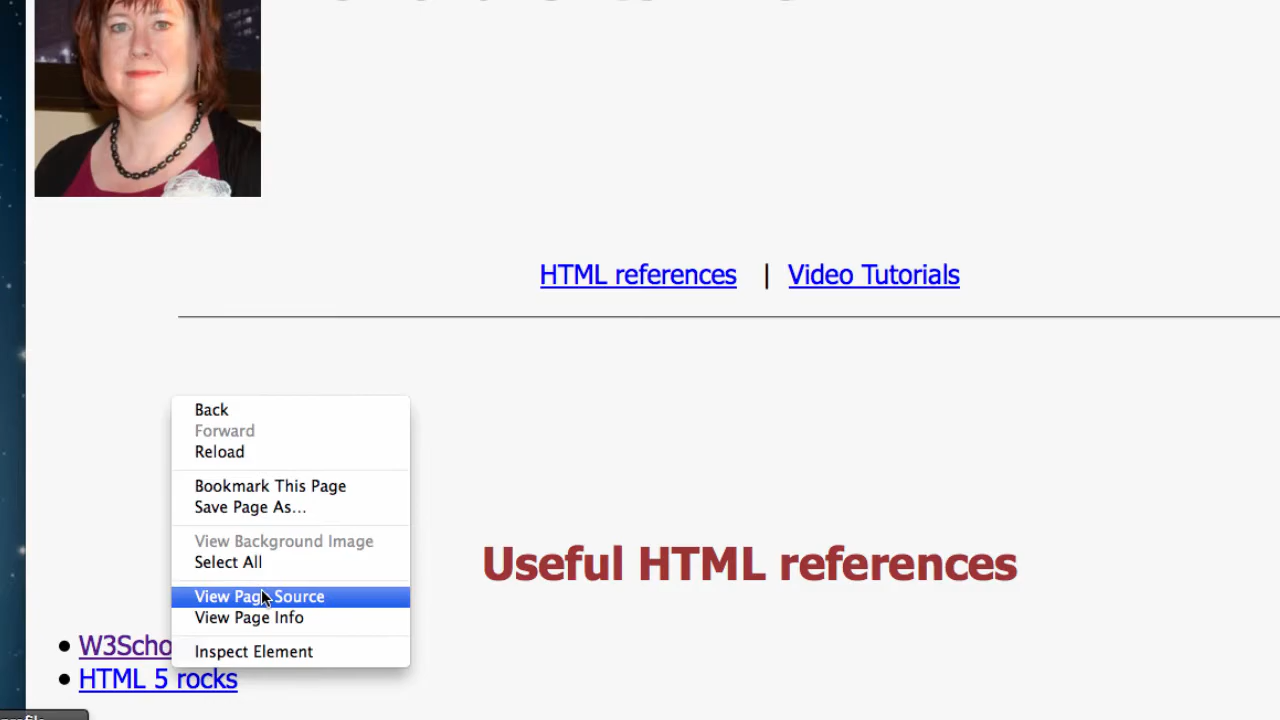 HTML references | Video Tutorials
Back
Forward
Reload
Bookmark This Page
Save Page As...
View Background Image
Select All
View Page Source
View Page Info
Inspect Element
Useful HTML references
• W3Scho
• HTML 5 rocks